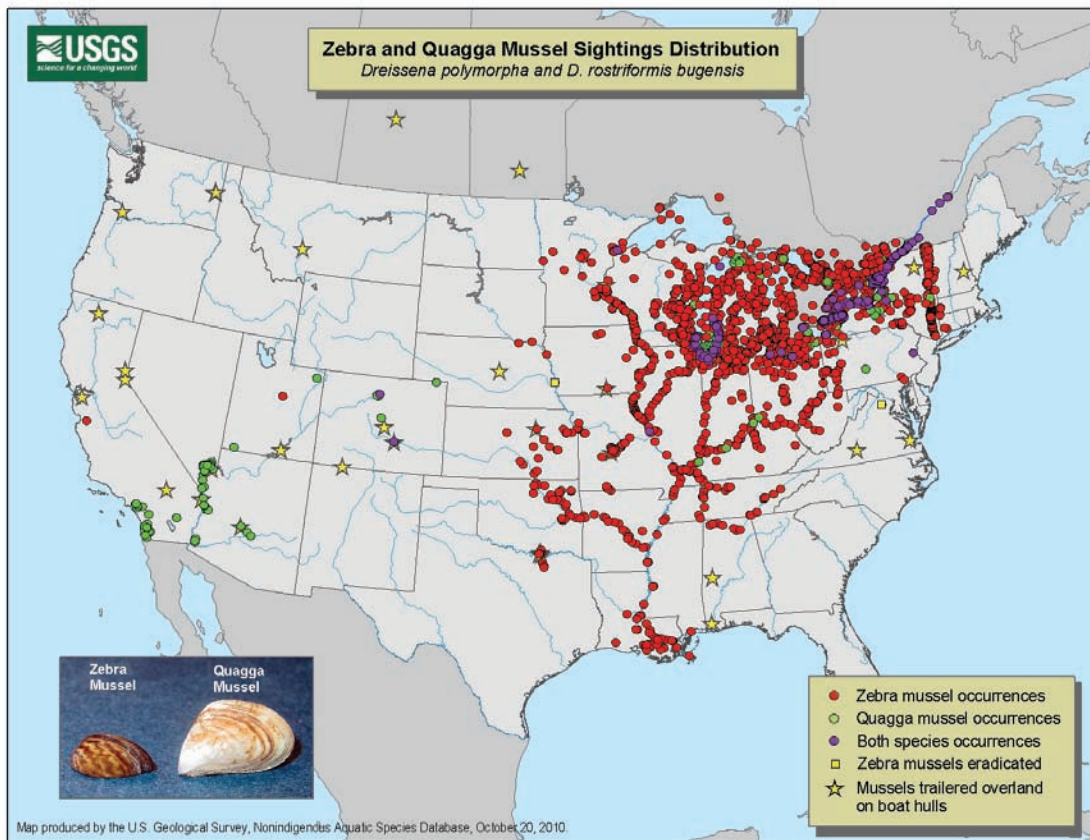 USGS
science for a changing world
Zebra and Quagga Mussel Sightings Distribution
Dreissena polymorpha and D. rostriformis bugensis
Zebra
Mussel
Quagga
Mussel
Zebra mussel occurrences
Quagga mussel occurrences
Both species occurrences
Zebra mussels eradicated
Mussels trailered overland
on boat hulls
Map produced by the U.S. Geological Survey, Nonindigenous Aquatic Species Database, October 20, 2010.